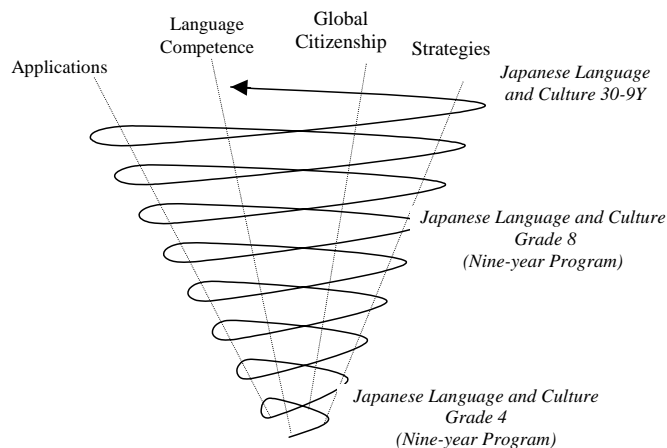 Applications
Language
Competence
Global
Citizenship
Strategies
Japanese Language
and Culture 30-9Y
Japanese Language and Culture
Grade 8
(Nine-year Program)
Japanese Language and Culture
Grade 4
(Nine-year Program)